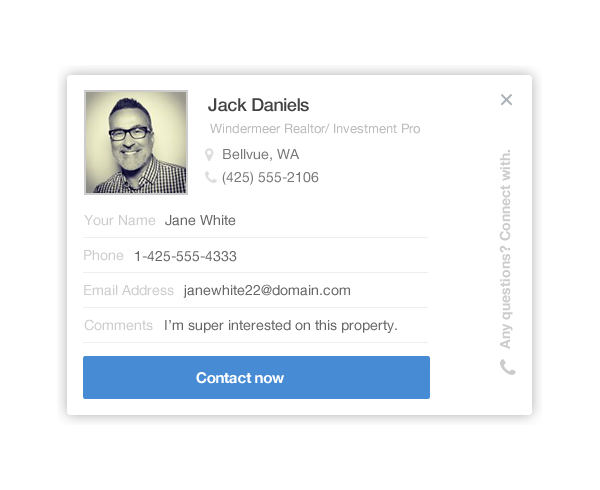 Jack Daniels
Windermeer Realtor/ Investment Pro
Bellvue, WA
(425) 555-2106
Your Name Jane White
Phone 1-425-555-4333
Email Address janewhite22@domain.com
Comments I'm super interested on this property.
Contact now
Any questions? Connect with.